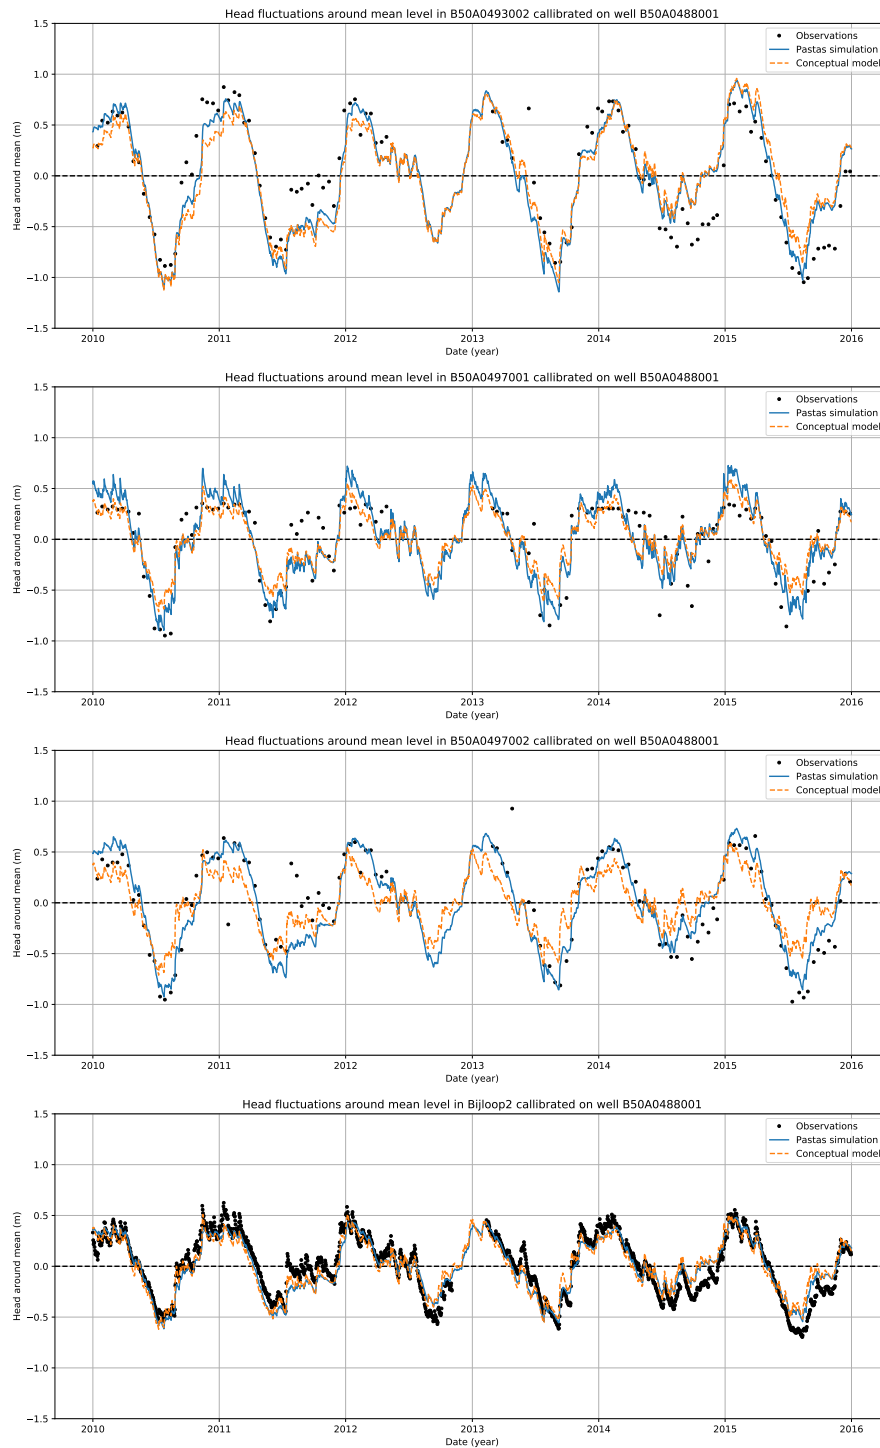 Head fluctuations around mean level in B50A0493002 callibrated on well B50A0488001
Observations
Pastas simulation
Conceptual model
Head around mean (m)
1.5
1.0
0.5
0.0
−0.5
−1.0
−1.5
2010 2011 2012 2013 2014 2015 2016
Date (year)
Head fluctuations around mean level in B50A0497001 callibrated on well B50A0488001
Observations
Pastas simulation
Conceptual model
Head around mean (m)
1.5
1.0
0.5
0.0
−0.5
−1.0
−1.5
2010 2011 2012 2013 2014 2015 2016
Date (year)
Head fluctuations around mean level in B50A0497002 callibrated on well B50A0488001
Observations
Pastas simulation
Conceptual model
Head around mean (m)
1.5
1.0
0.5
0.0
−0.5
−1.0
−1.5
2010 2011 2012 2013 2014 2015 2016
Date (year)
Head fluctuations around mean level in Bijloop2 callibrated on well B50A0488001
Observations
Pastas simulation
Conceptual model
Head around mean (m)
1.5
1.0
0.5
0.0
−0.5
−1.0
−1.5
2010 2011 2012 2013 2014 2015 2016
Date (year)